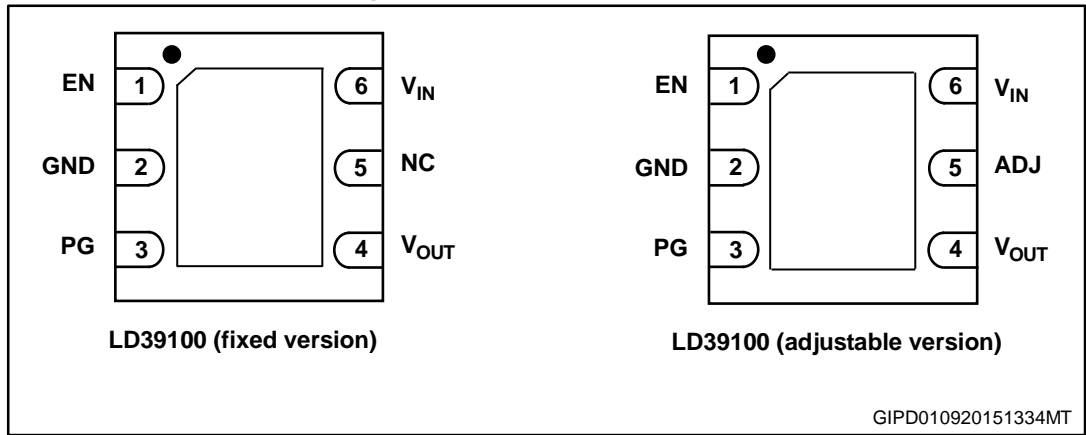 EN 1 6 VIN
GND 2 5 NC
PG 3 4 VOUT
LD39100 (fixed version)
EN 1 6 VIN
GND 2 5 ADJ
PG 3 4 VOUT
LD39100 (adjustable version)
GIPD010920151334MT